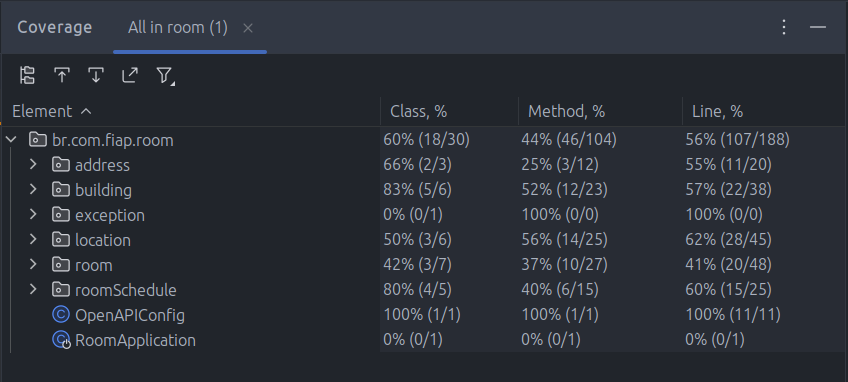 Coverage All in room (1)
Element Class, % Method, % Line, %
br.com.fiap.room 60% (18/30) 44% (46/104) 56% (107/188)
address 66% (2/3) 25% (3/12) 55% (11/20)
building 83% (5/6) 52% (12/23) 57% (22/38)
exception 0% (0/1) 100% (0/0) 100% (0/0)
location 50% (3/6) 56% (14/25) 62% (28/45)
room 42% (3/7) 37% (10/27) 41% (20/48)
roomSchedule 80% (4/5) 40% (6/15) 60% (15/25)
OpenAPIConfig 100% (1/1) 100% (1/1) 100% (11/11)
RoomApplication 0% (0/1) 0% (0/1) 0% (0/1)